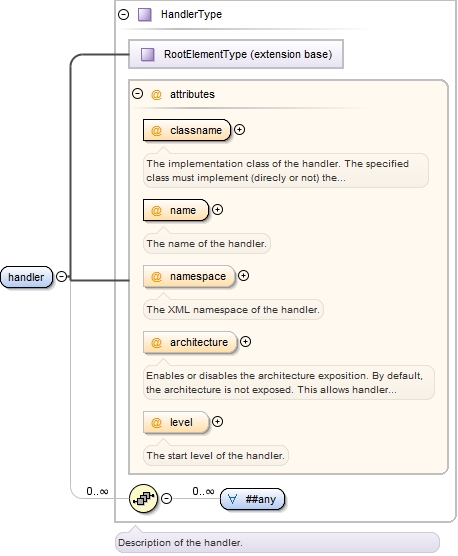 HandlerType
RootElementType (extension base)
@ attributes
@ classname
The implementation class of the handler. The specified
class must implement (direcly or not) the...
@ name
The name of the handler.
handler
@ namespace
The XML namespace of the handler.
@ architecture
Enables or disables the architecture exposition. By default,
the architecture is not exposed. This allows handler...
@ level
The start level of the handler.
0..∞ 0..∞
∀ ##any
Description of the handler.